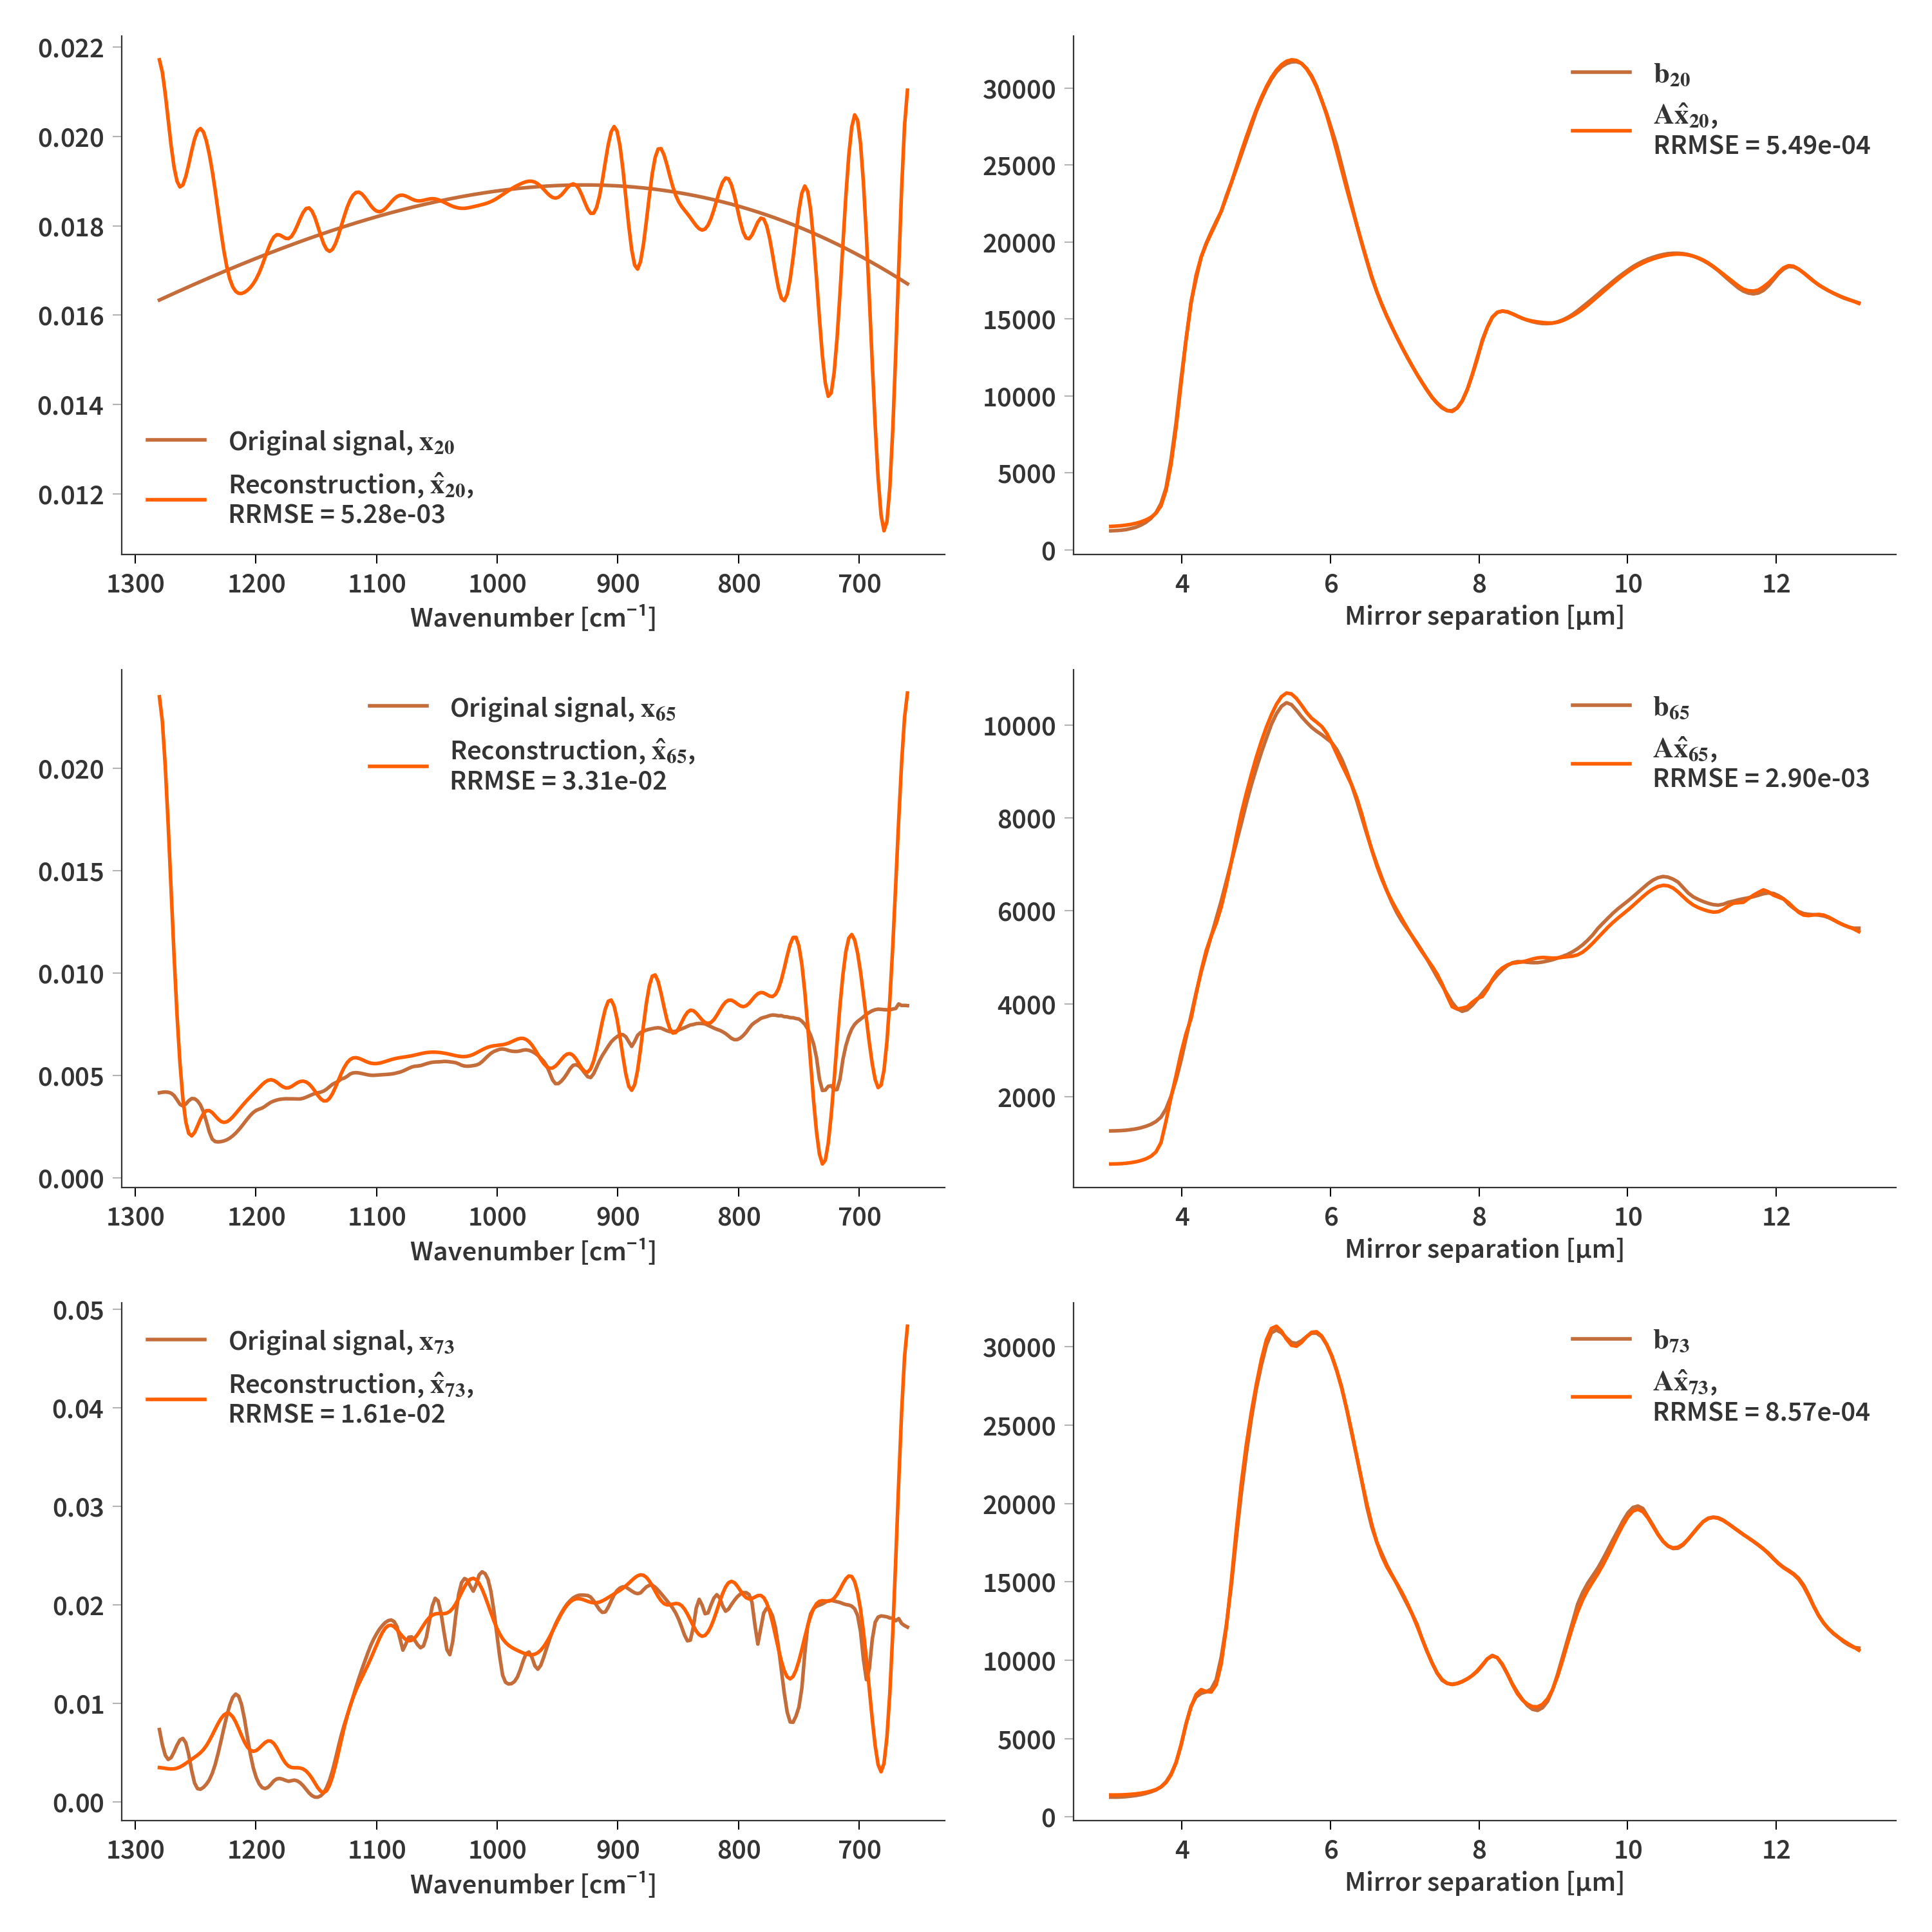 0.022
0.020
0.018
0.016
0.014
0.012
Original signal, x₂₀
Reconstruction, x̂₂₀,
RRMSE = 5.28e-03
1300 1200 1100 1000 900 800 700
Wavenumber [cm⁻¹]
30000
25000
20000
15000
10000
5000
0
b₂₀
Ax̂₂₀,
RRMSE = 5.49e-04
4 6 8 10 12
Mirror separation [μm]
0.020
0.015
0.010
0.005
0.000
Original signal, x₆₅
Reconstruction, x̂₆₅,
RRMSE = 3.31e-02
1300 1200 1100 1000 900 800 700
Wavenumber [cm⁻¹]
10000
8000
6000
4000
2000
b₆₅
Ax̂₆₅,
RRMSE = 2.90e-03
4 6 8 10 12
Mirror separation [μm]
0.05
0.04
0.03
0.02
0.01
0.00
Original signal, x₇₃
Reconstruction, x̂₇₃,
RRMSE = 1.61e-02
1300 1200 1100 1000 900 800 700
Wavenumber [cm⁻¹]
30000
25000
20000
15000
10000
5000
0
b₇₃
Ax̂₇₃,
RRMSE = 8.57e-04
4 6 8 10 12
Mirror separation [μm]